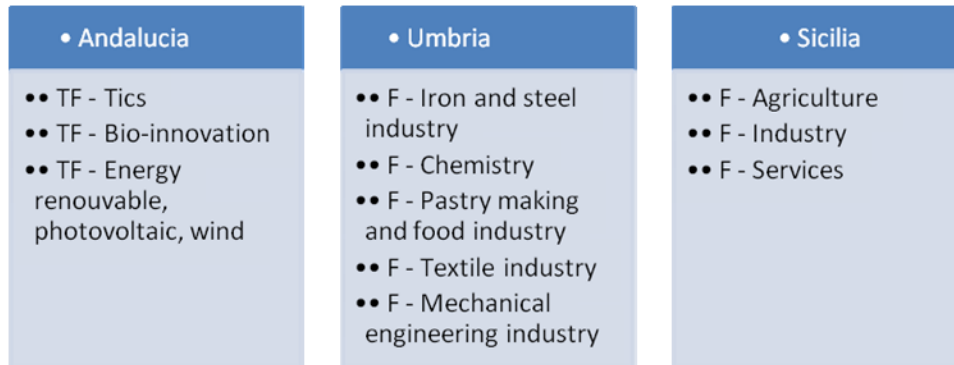 • Andalucia
•• TF - Tics
•• TF - Bio-innovation
•• TF - Energy
renouvable,
photovoltaic, wind
• Umbria
•• F - Iron and steel
industry
•• F - Chemistry
•• F - Pastry making
and food industry
•• F - Textile industry
•• F - Mechanical
engineering industry
• Sicilia
•• F - Agriculture
•• F - Industry
•• F - Services